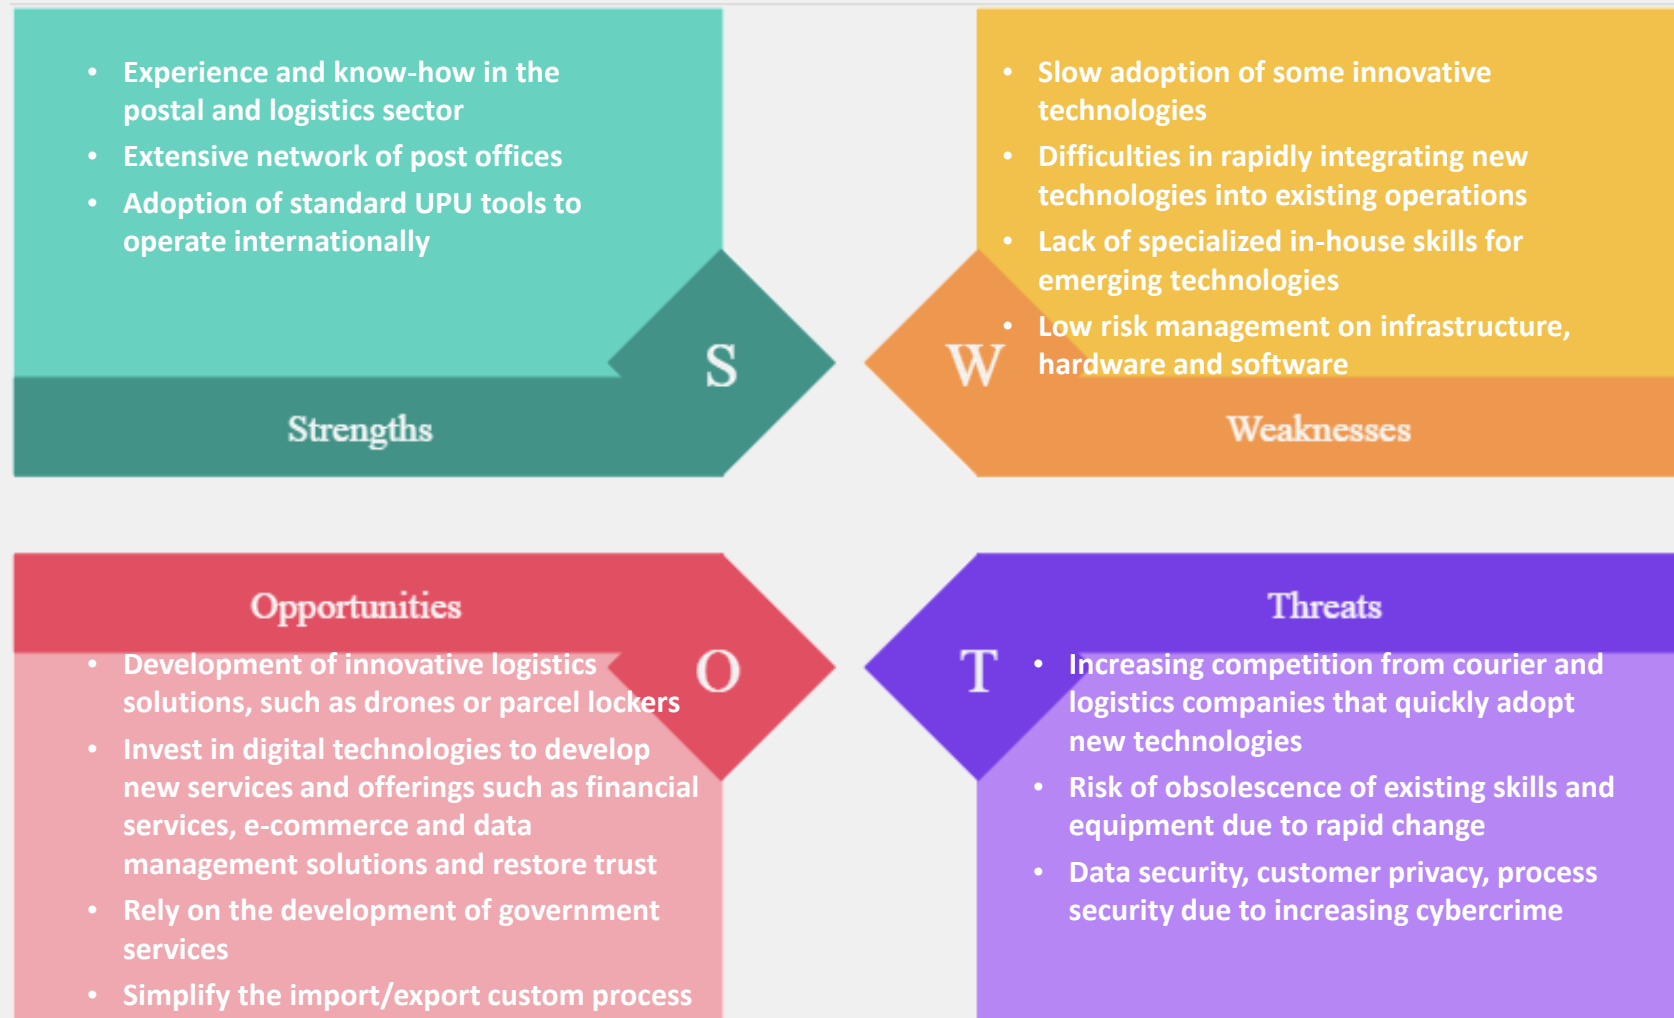 • Experience and know-how in the
postal and logistics sector
• Extensive network of post offices
• Adoption of standard UPU tools to
operate internationally
S
Strengths
• Slow adoption of some innovative
technologies
• Difficulties in rapidly integrating new
technologies into existing operations
• Lack of specialized in-house skills for
emerging technologies
• Low risk management on infrastructure,
hardware and software
W
Weaknesses
Opportunities
O
• Development of innovative logistics
solutions, such as drones or parcel lockers
• Invest in digital technologies to develop
new services and offerings such as financial
services, e-commerce and data
management solutions and restore trust
• Rely on the development of government
services
• Simplify the import/export custom process
Threats
T
• Increasing competition from courier and
logistics companies that quickly adopt
new technologies
• Risk of obsolescence of existing skills and
equipment due to rapid change
• Data security, customer privacy, process
security due to increasing cybercrime